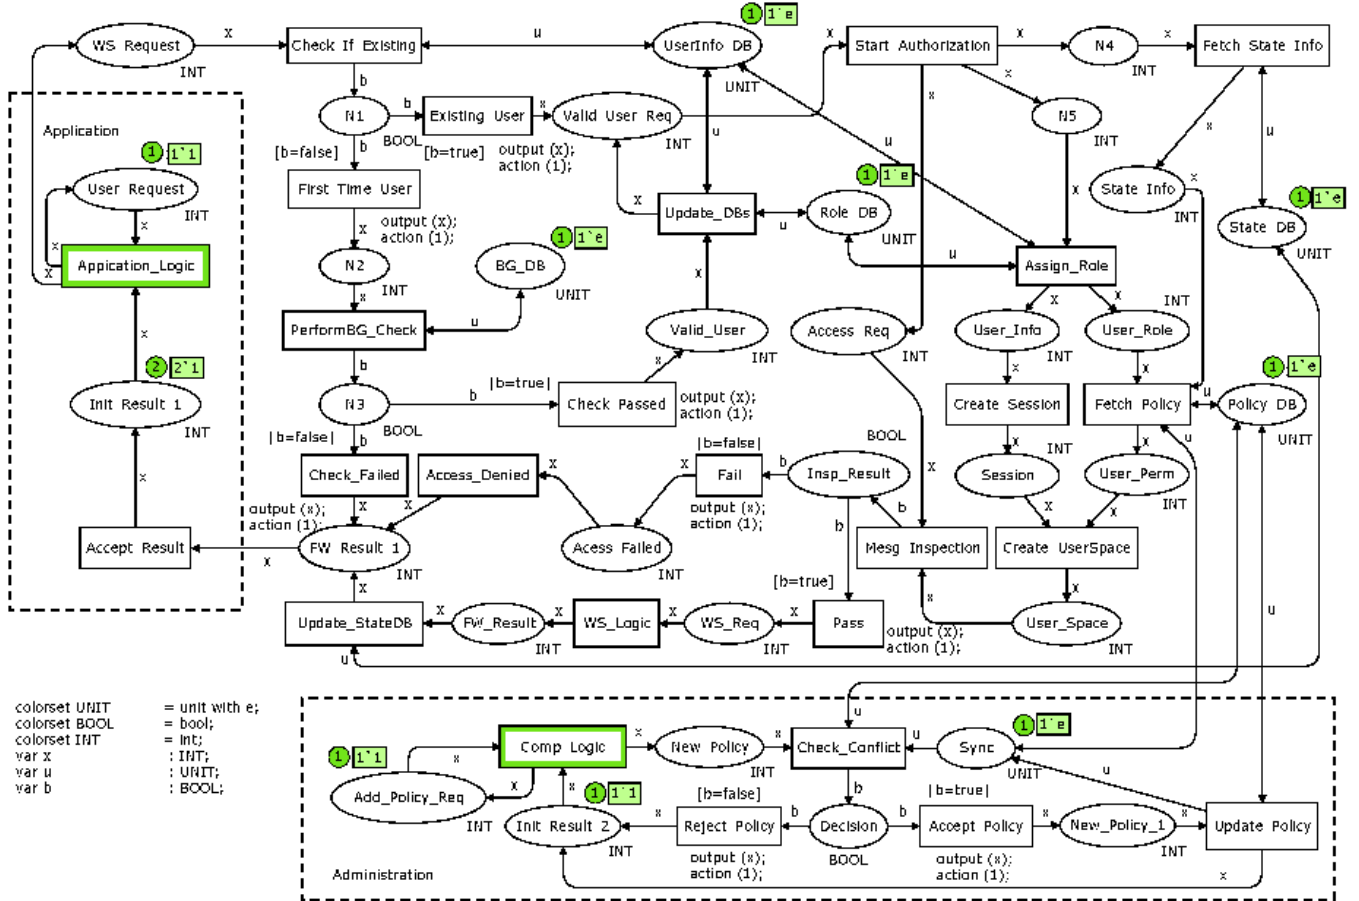 1 1`e
WS Request
x
Check If Existing
u
UserInfo DB
x
Start Authorization
x
N4
x
Fetch State Info
INT
UNIT
INT
b
x
x
Application
N1
b
Existing User
x
Valid User Req
u
N5
BOOL
INT
INT
x
u
[b=false]
b
[b=true]
output (x);
action (1);
u
1 1`1
User Request
INT
First Time User
1 1`e
Role DB
UNIT
State Info
x
INT
1 1`e
State DB
UNIT
x
x
x
Appication_Logic
x
output (x);
action (1);
N2
INT
1 1`e
BG_DB
UNIT
x
Update_DBs
u
u
x
Assign_Role
x
PerformBG_Check
u
x
Valid_User
INT
Access Req
INT
x
x
INT
User_Info
INT
User_Role
x
2 2`1
Init Result 1
INT
b
N3
BOOL
|b=true|
b
Check Passed
x
output (x);
action (1);
x
Create Session
x
Fetch Policy
u
1 1`e
Policy DB
UNIT
|b=false|
b
Check_Failed
Access_Denied
x
x
|b=false|
Fail
b
BOOL
Insp_Result
x
x
INT
Session
x
u
User_Perm
INT
x
output (x);
action (1);
x
x
output (x);
action (1);
b
b
x
x
Accept Result
x
FW Result 1
INT
Acess Failed
INT
Mesg Inspection
Create UserSpace
x
[b=true]
x
x
Update_StateDB
x
FW_Result
INT
x
WS_Logic
x
WS_Req
INT
x
Pass
output (x);
action (1);
User_Space
INT
u
u
colorset UNIT = unit with e;
colorset BOOL = bool;
colorset INT = int;
var x : INT;
var u : UNIT;
var b : BOOL;
1 1`1
Add_Policy_Req
INT
x
x
Comp Logic
x
New Policy
INT
x
u
Check_Conflict
u
1 1`e
Sync
UNIT
u
x
1 1`1
Init Result 2
INT
x
[b=false]
Reject Policy
output (x);
action (1);
b
b
Decision
BOOL
b
|b=true|
Accept Policy
output (x);
action (1);
x
New_Policy_1
INT
x
Update Policy
Administration
x